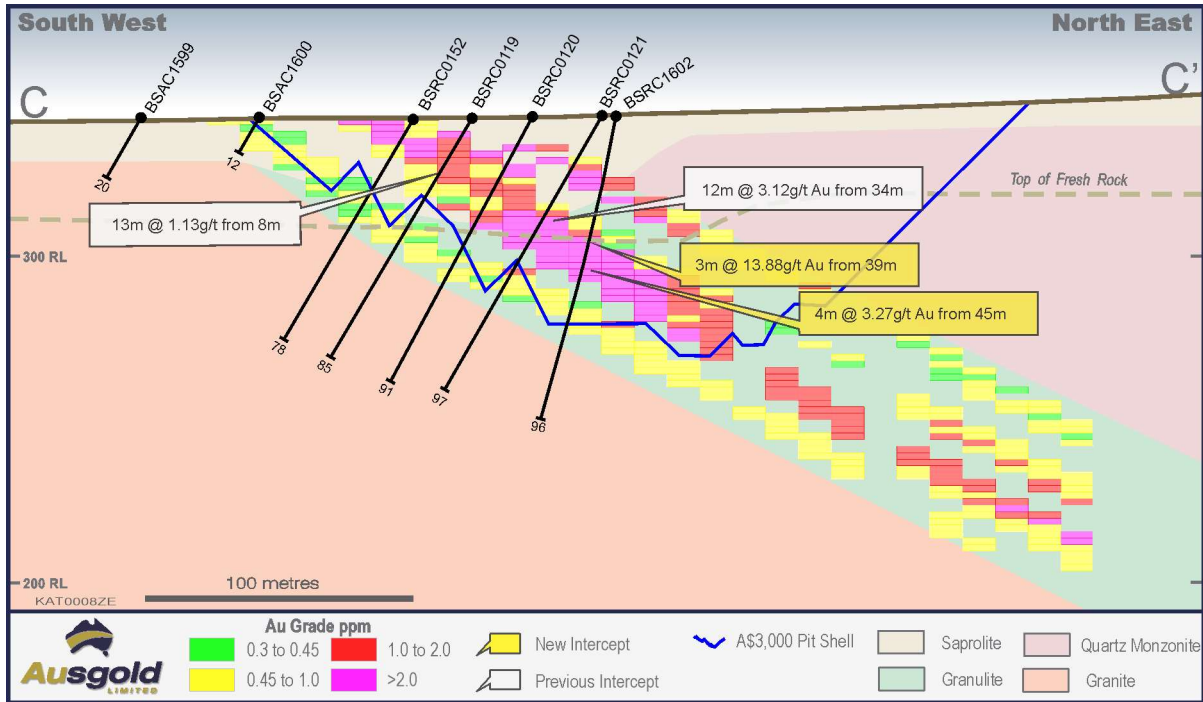 South West
North East
C
C'
BSAC1599
BSAC1600
BSRC0152
BSRC0119
BSRC0120
BSRC0121
BSRC1602
20
12
78
85
91
97
96
12m @ 3.12g/t Au from 34m
Top of Fresh Rock
13m @ 1.13g/t from 8m
3m @ 13.88g/t Au from 39m
4m @ 3.27g/t Au from 45m
300 RL
200 RL
100 metres
KAT0008ZE
Ausgold
LIMITED
Au Grade ppm
0.3 to 0.45
1.0 to 2.0
0.45 to 1.0
>2.0
New Intercept
Previous Intercept
A$3,000 Pit Shell
Saprolite
Quartz Monzonite
Granulite
Granite